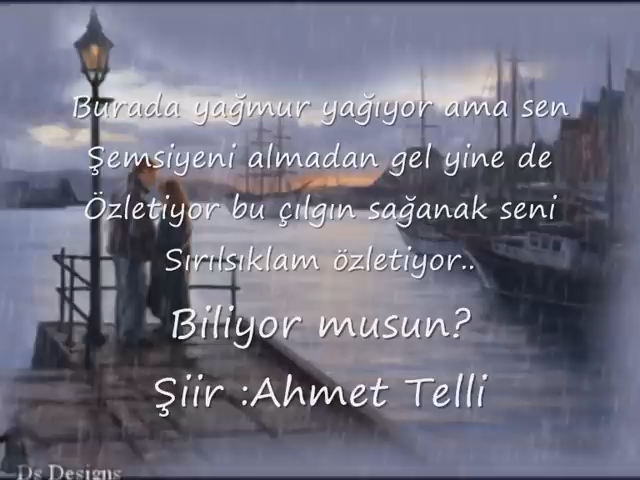 Burada yağmur yağıyor ama sen
Şemsiyeni almadan gel yine de
Özletiyor bu çılgın sağanak seni
Sırılsıklam özletiyor..
Biliyor musun?
Şiir :Ahmet Telli
Ds Designs